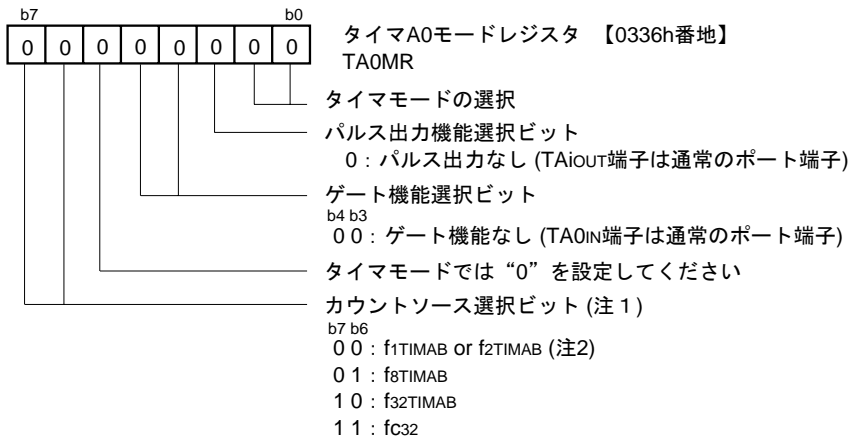 b7 b0
0 0 0 0 0 0 0 0
タイマA0モードレジスタ 【0336h番地】
TA0MR
タイマモードの選択
パルス出力機能選択ビット
0:パルス出力なし (TAiOUT端子は通常のポート端子)
ゲート機能選択ビット
b4 b3
0 0:ゲート機能なし (TA0IN端子は通常のポート端子)
タイマモードでは“0”を設定してください
カウントソース選択ビット (注1)
b7 b6
0 0:f1TIMAB or f2TIMAB (注2)
0 1:f8TIMAB
1 0:f32TIMAB
1 1:fC32